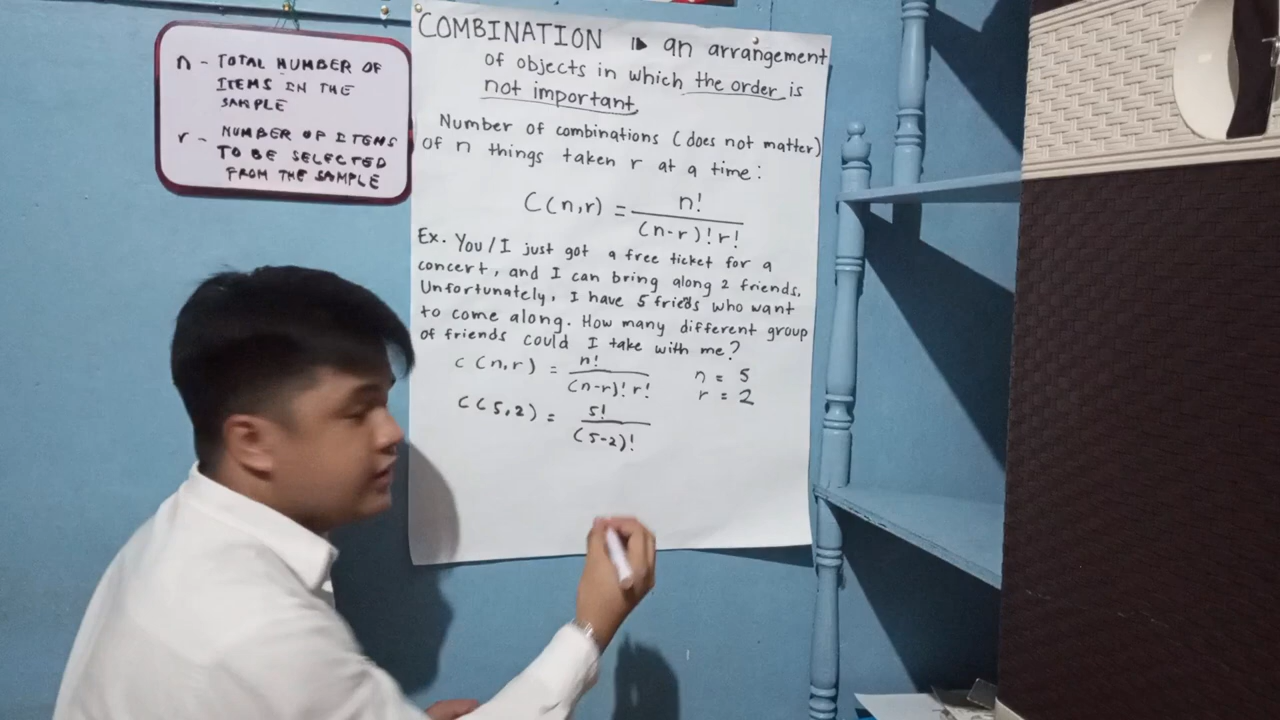 n - TOTAL NUMBER OF
ITEMS IN THE
SAMPLE
r - NUMBER OF ITEMS
TO BE SELECTED
FROM THE SAMPLE
COMBINATION is an arrangement
of objects in which the order is
not important
Number of combinations (does not matter)
of n things taken r at a time:
C(n,r) = n! / (n-r)! r!
Ex. You/I just got a free ticket for a
concert, and I can bring along 2 friends.
Unfortunately, I have 5 frieds who want
to come along. How many different group
of friends could I take with me?
C(n,r) = n! / (n-r)! r!
n = 5
r = 2
C(5,2) = 5! / (5-2)!